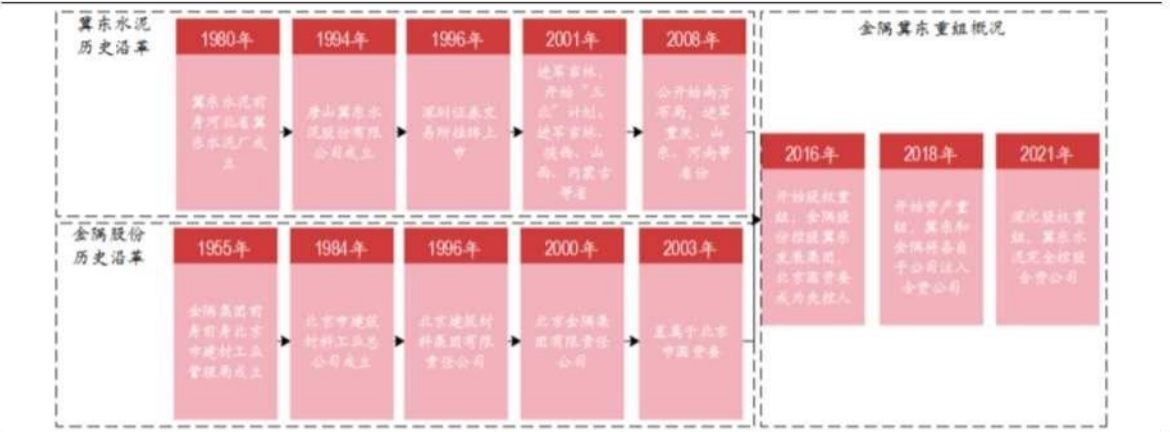 冀东水泥
历史沿革
1980年
冀东水泥前
身河北省冀
东水泥厂成
立
1994年
唐山冀东水
泥股份有限
公司成立
1996年
深圳证券交
易所挂牌上
市
2001年
进军吉林,
开始“三
北”计划,
进军吉林、
陕西、山
西、内蒙古
等省
2008年
公开始南方
布局,进军
重庆、山
东、河南等
省份
金隅股份
历史沿革
1955年
金隅集团前
身前身北京
市建材工业
管理局成立
1984年
北京市建筑
材料工业总
公司成立
1996年
北京建筑材
料集团有限
责任公司
2000年
北京金隅集
团有限责任
公司
2003年
直属于北京
市国资委
金隅冀东重组概况
2016年
开始股权重
组,金隅股
份控股冀东
发展集团,
北京国资委
成为实控人
2018年
开始资产重
组,冀东和
金隅将各自
子公司注入
合资公司
2021年
深化股权重
组,冀东水
泥完全控股
合资公司